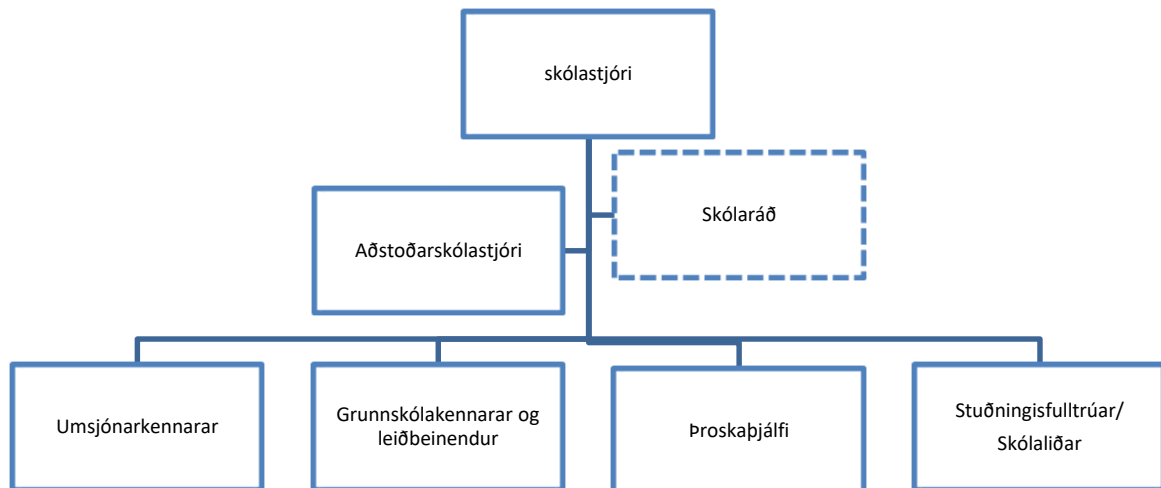 skólastjóri
Skólaráð
Aðstoðarskólastjóri
Umsjónarkennarar
Grunnskólakennarar og
leiðbeinendur
Þroskaþjálfi
Stuðningisfulltrúar/
Skólaliðar